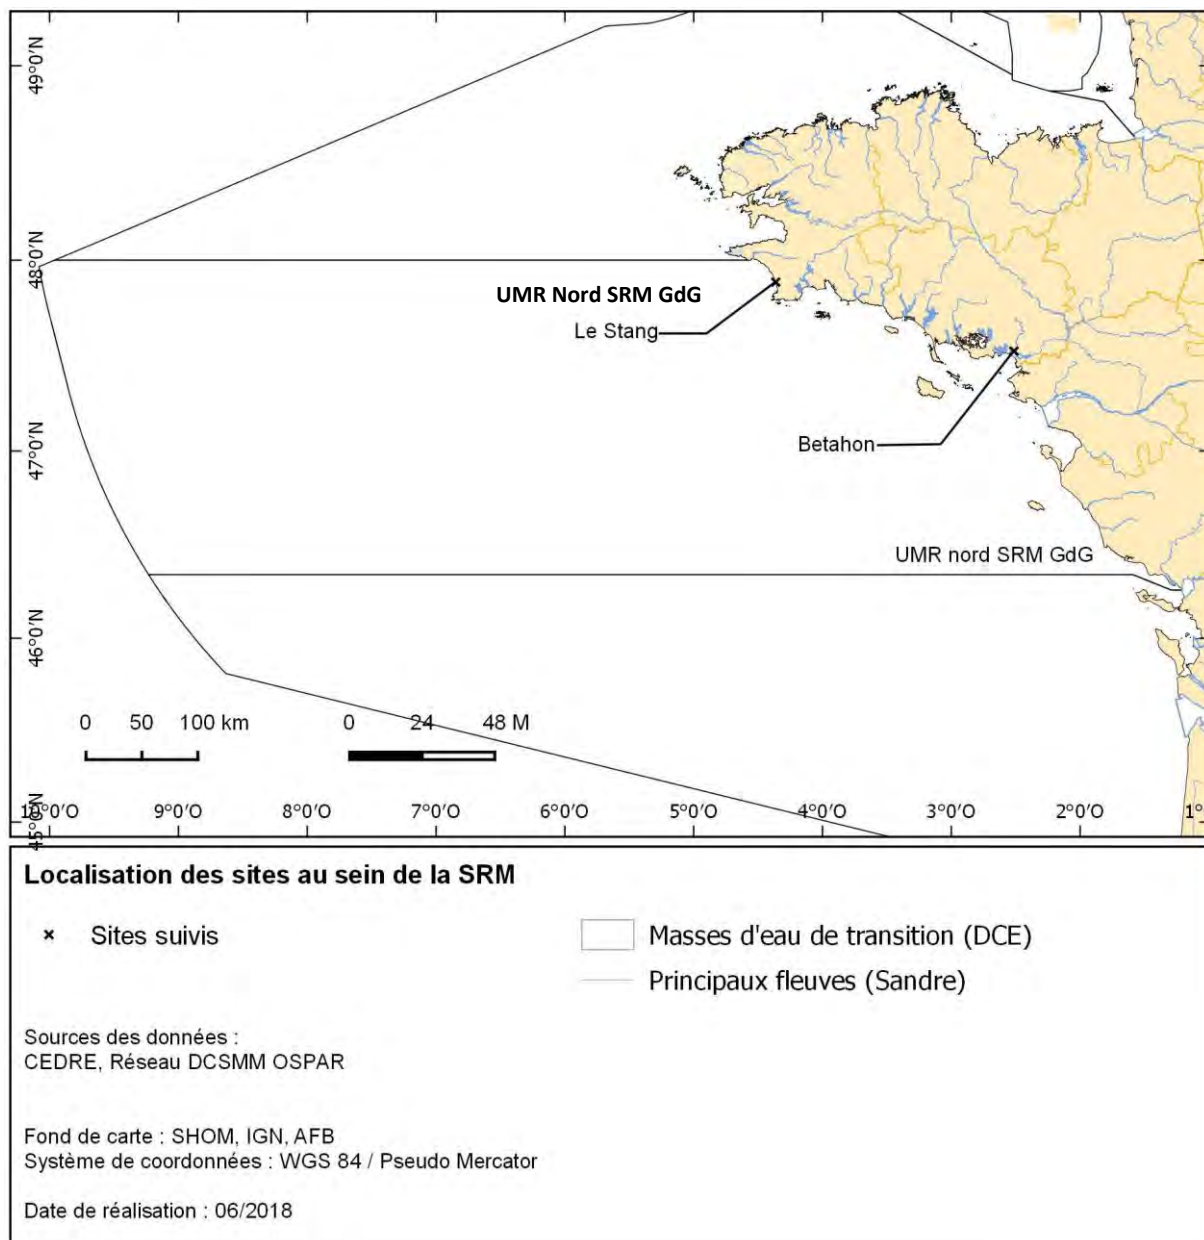 49°0'N
48°0'N
UMR Nord SRM GdG
Le Stang
47°0'N
Betahon
UMR nord SRM GdG
46°0'N
0 50 100 km
0 24 48 M
45°0'N
10°0'O 9°0'O 8°0'O 7°0'O 6°0'O 5°0'O 4°0'O 3°0'O 2°0'O 1°
Localisation des sites au sein de la SRM
Sites suivis
Masses d'eau de transition (DCE)
Principaux fleuves (Sandre)
Sources des données :
CEDRE, Réseau DCSMM OSPAR
Fond de carte : SHOM, IGN, AFB
Système de coordonnées : WGS 84 / Pseudo Mercator
Date de réalisation : 06/2018